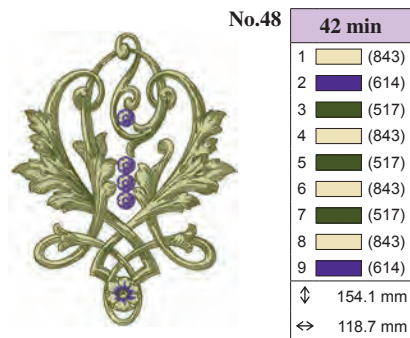 No.48
42 min
1 (843)
2 (614)
3 (517)
4 (843)
5 (517)
6 (843)
7 (517)
8 (843)
9 (614)
154.1 mm
118.7 mm